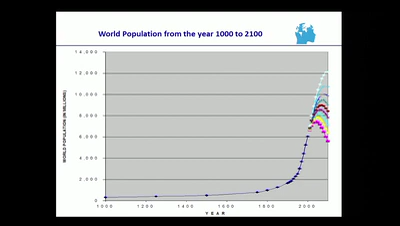 World Population from the year 1000 to 2100
WORLD POPULATION (IN MILLIONS)
14,000
12,000
10,000
8,000
6,000
4,000
2,000
0
1000 1200 1400 1600 1800 2000
YEAR